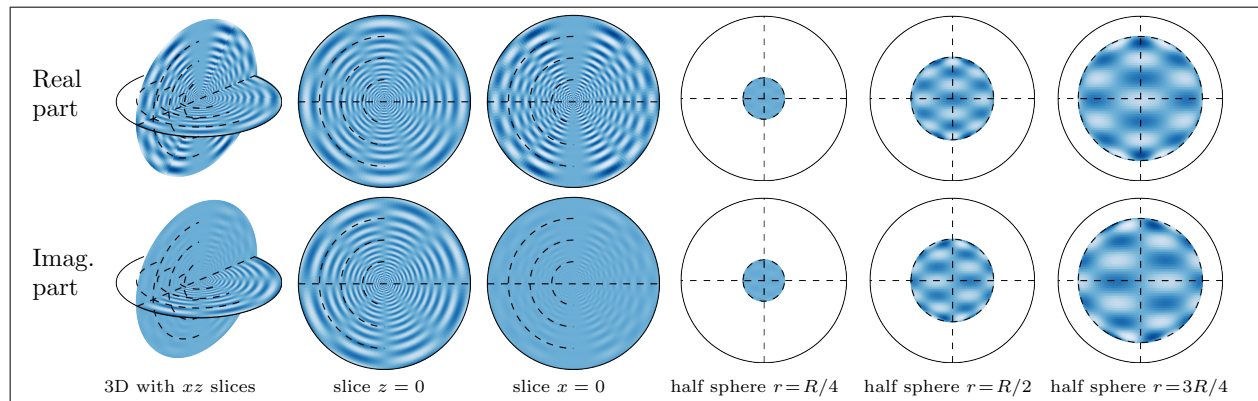 Real
part
Imag.
part
3D with xz slices
slice z = 0
slice x = 0
half sphere r = R/4
half sphere r = R/2
half sphere r = 3R/4